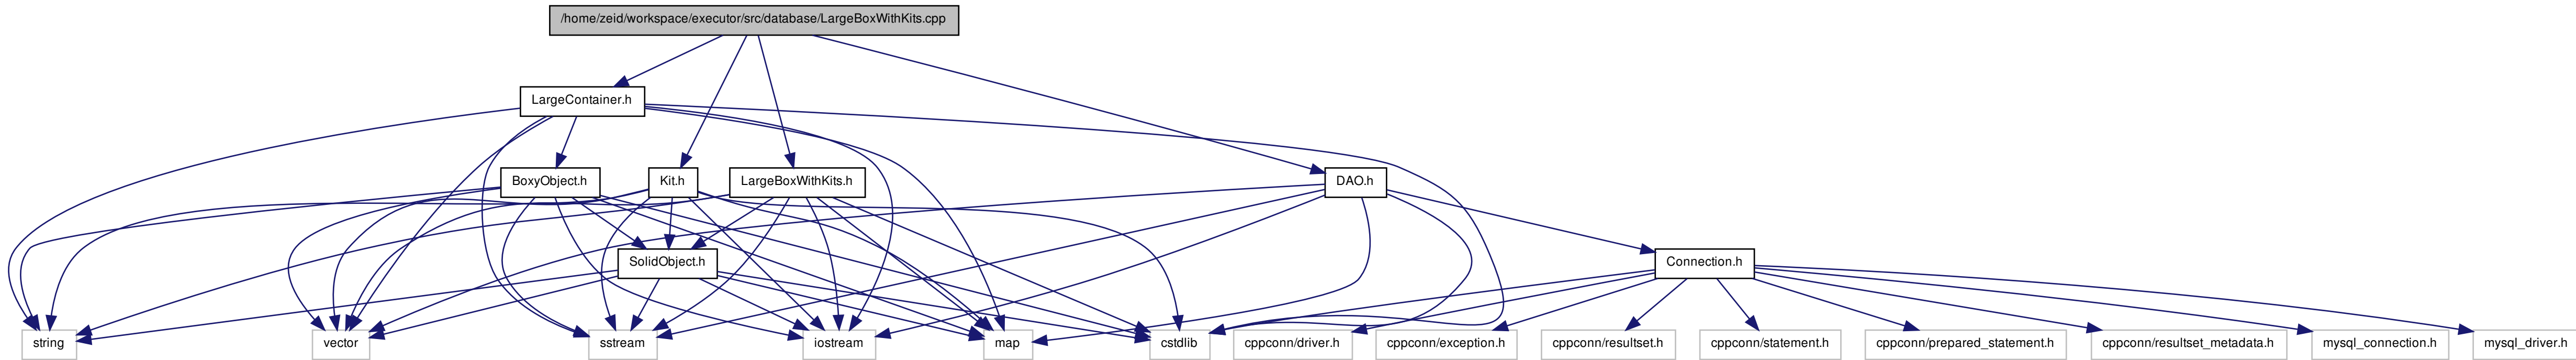 /home/zeid/workspace/executor/src/database/LargeBoxWithKits.cpp
LargeContainer.h
BoxyObject.h
Kit.h
LargeBoxWithKits.h
DAO.h
SolidObject.h
Connection.h
string
vector
sstream
iostream
map
cstdlib
cppconn/driver.h
cppconn/exception.h
cppconn/resultset.h
cppconn/statement.h
cppconn/prepared_statement.h
cppconn/resultset_metadata.h
mysql_connection.h
mysql_driver.h